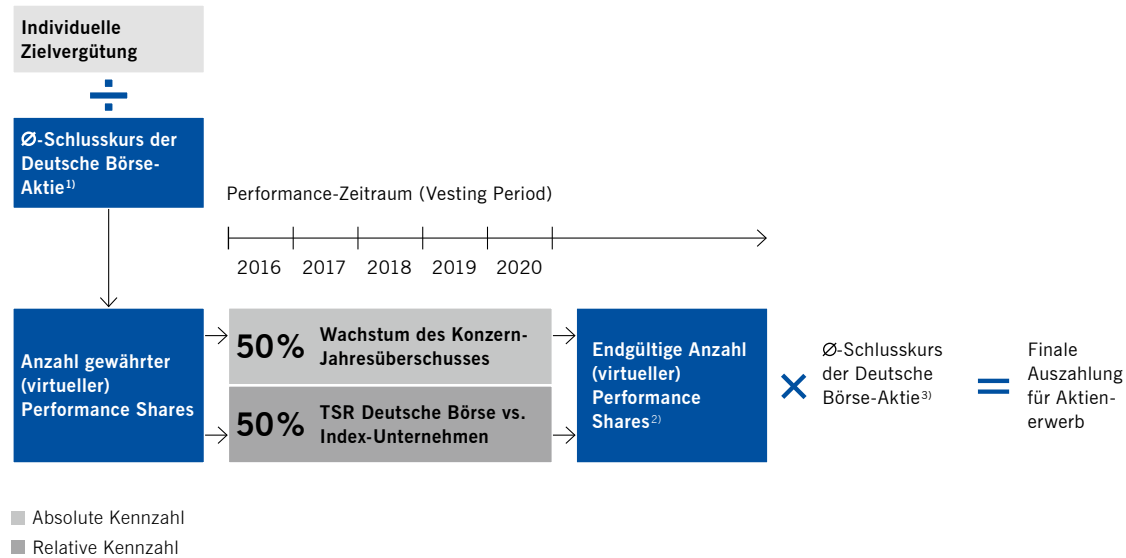 Individuelle
Zielvergütung
÷
Ø-Schlusskurs der
Deutsche Börse-
Aktie¹⁾
Performance-Zeitraum (Vesting Period)
2016 2017 2018 2019 2020
Anzahl gewährter
(virtueller)
Performance Shares
50% Wachstum des Konzern-
Jahresüberschusses
50% TSR Deutsche Börse vs.
Index-Unternehmen
Endgültige Anzahl
(virtueller)
Performance
Shares²⁾
×
Ø-Schlusskurs
der Deutsche
Börse-Aktie³⁾
=
Finale
Auszahlung
für Aktien-
erwerb
Absolute Kennzahl
Relative Kennzahl